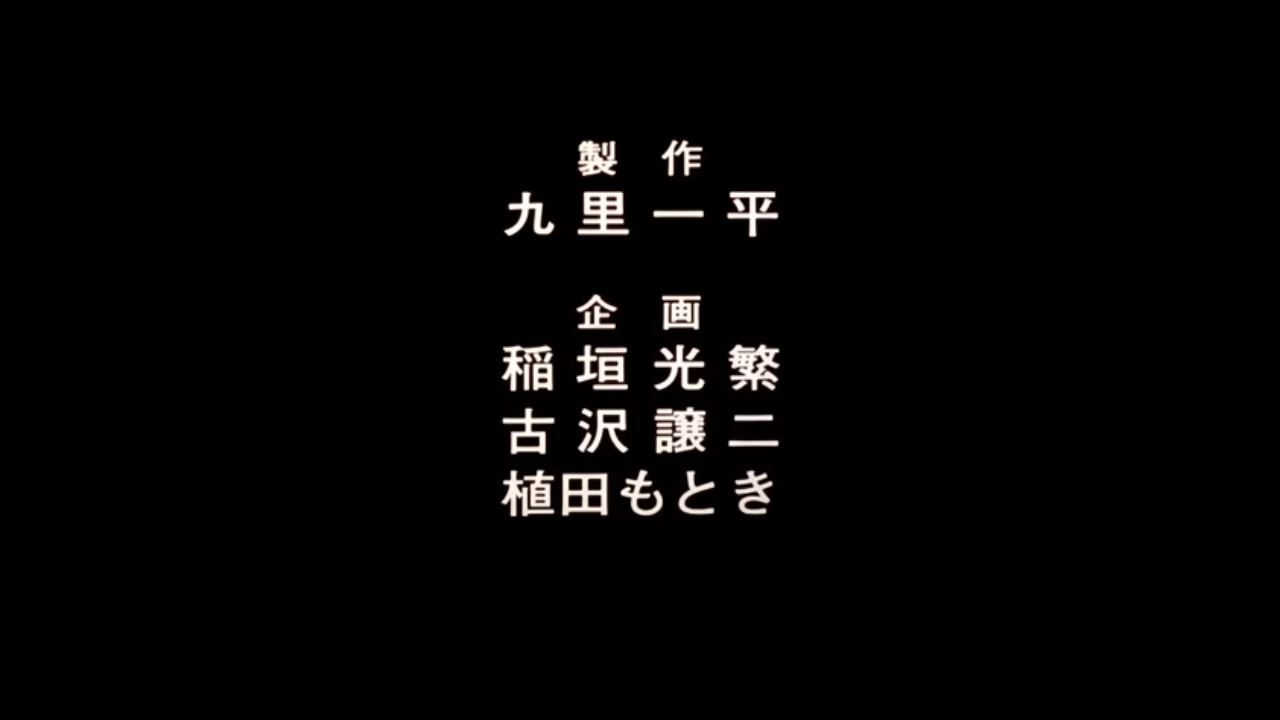 製 作
九 里 一 平
企 画
稲 垣 光 繁
古 沢 譲 二
植田もとき